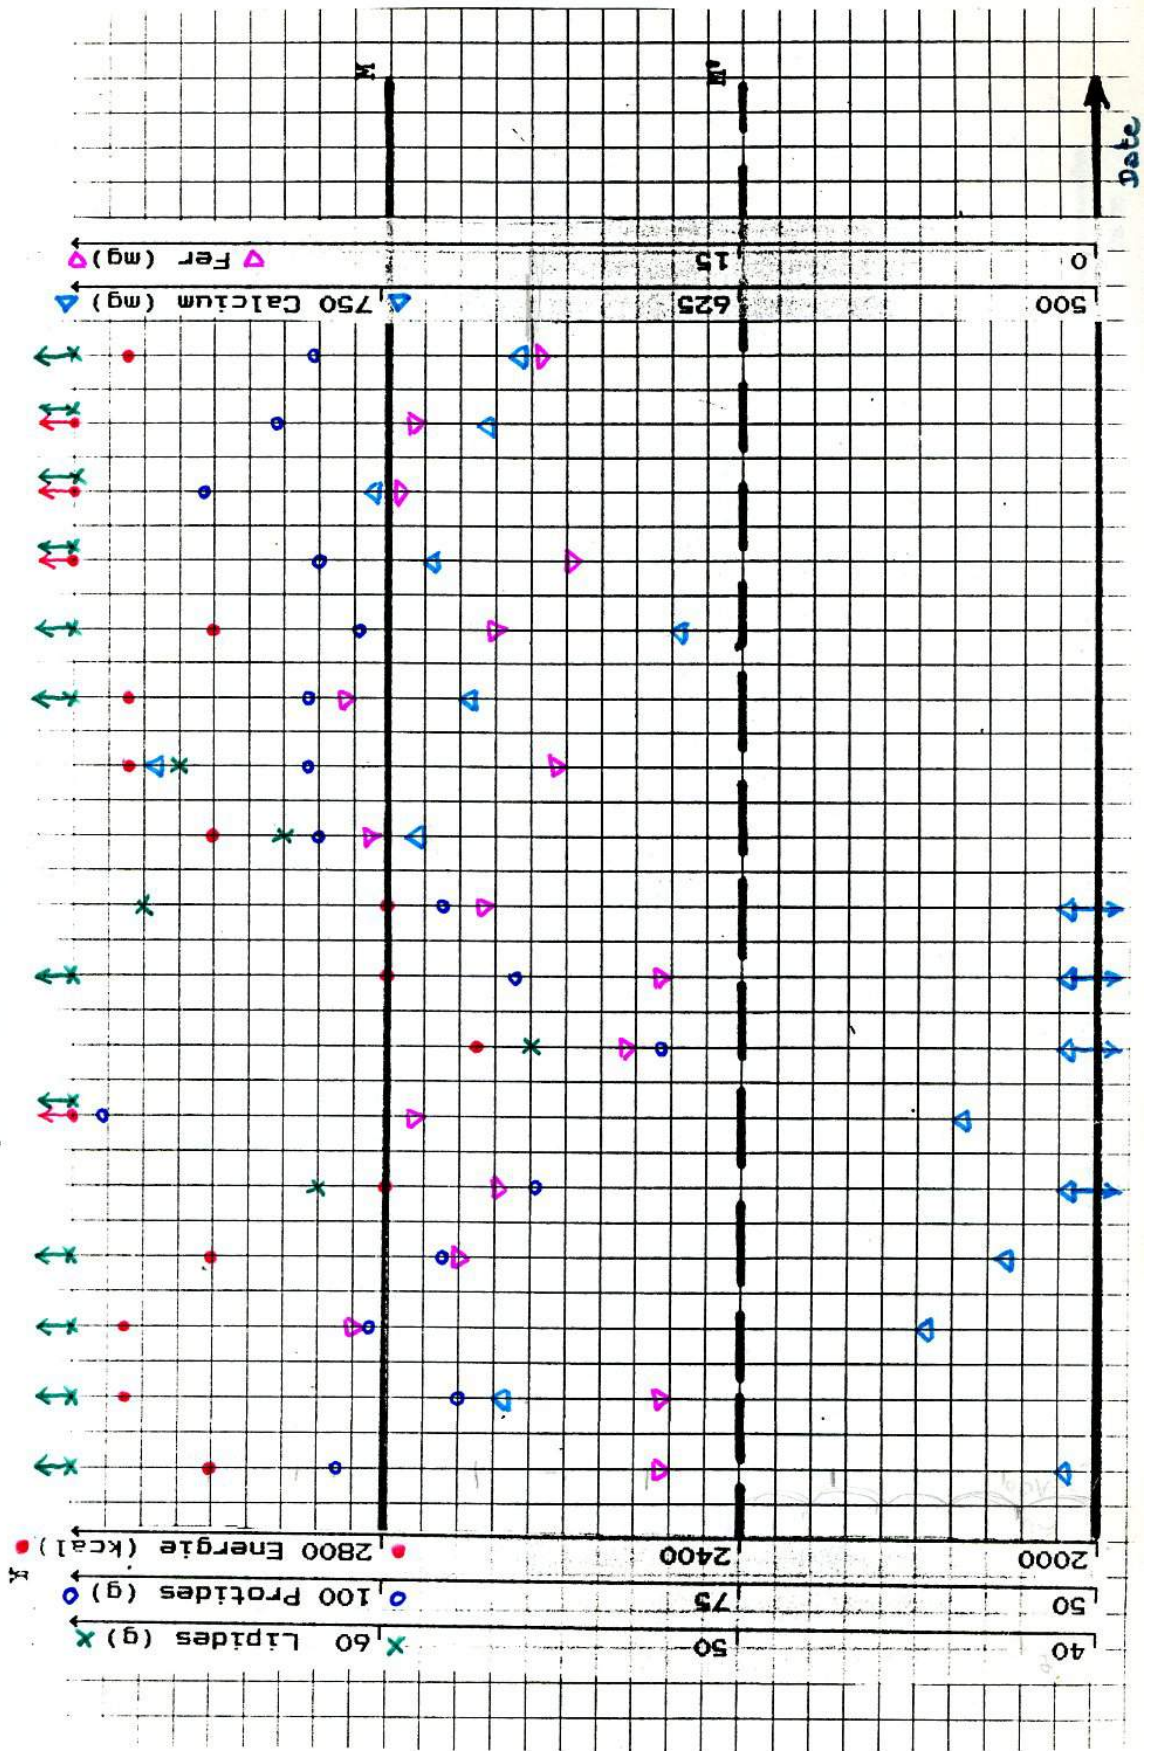 M
M'
Date
Fer (mg)
15
0
750 Calcium (mg)
625
500
2800 Energie (kcal)
2400
2000
100 Protides (g)
75
50
60 Lipides (g)
50
40